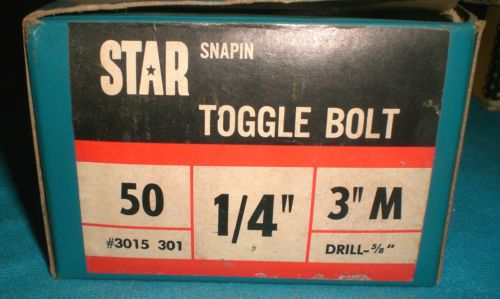 STAR SNAPIN
TOGGLE BOLT
50
#3015 301
1/4"
3" M
DRILL-5/8"